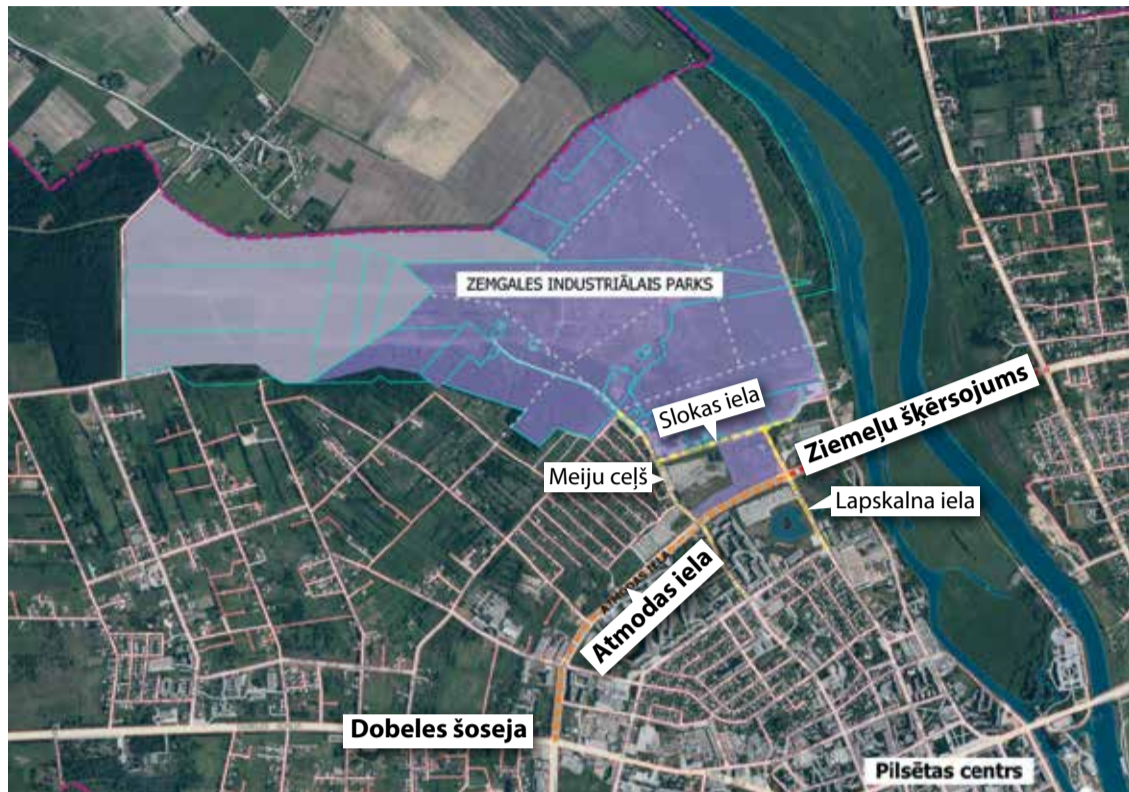 ZEMGALES INDUSTRIĀLAIS PARKS
Slokas iela
Ziemeļu šķērsojums
Meiju ceļš
Lapskalna iela
ATMODAS IELA
Atmodas iela
Dobeles šoseja
Pilsētas centrs